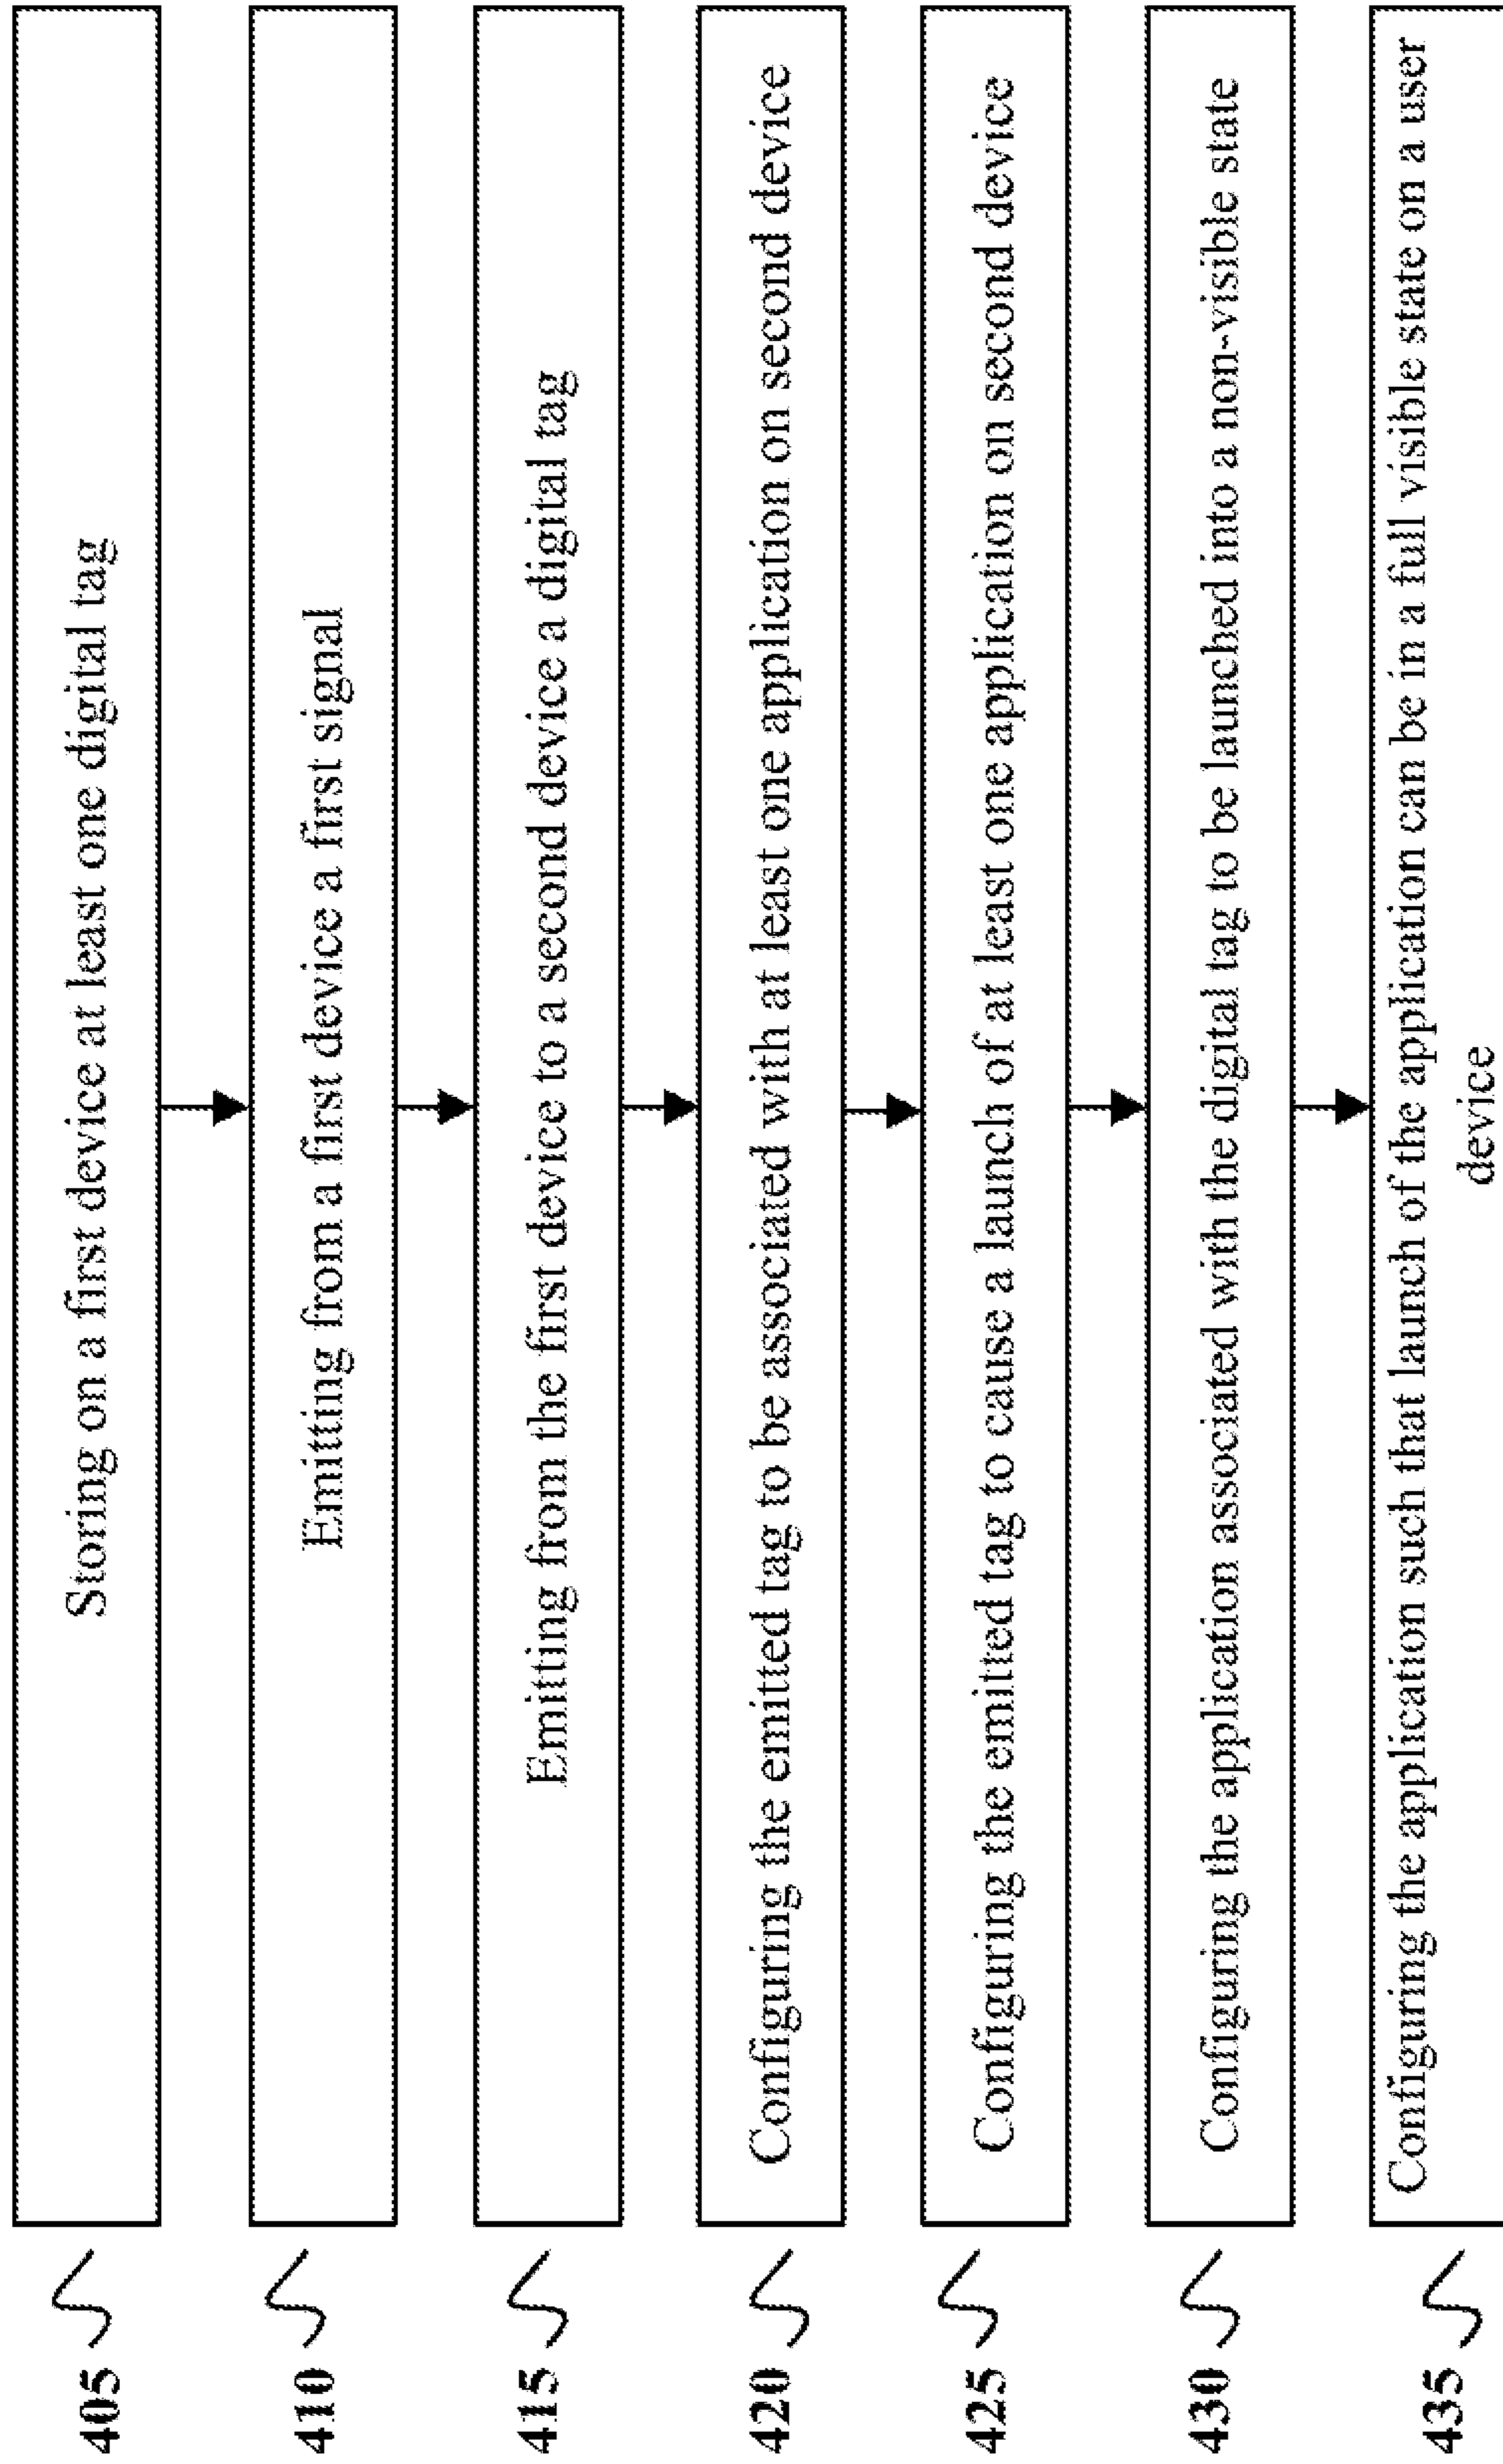 405 Storing on a first device at least one digital tag
410 Emitting from a first device a first signal
415 Emitting from the first device to a second device a digital tag
420 Configuring the emitted tag to be associated with at least one application on second device
425 Configuring the emitted tag to cause a launch of at least one application on second device
430 Configuring the application associated with the digital tag to be launched into a non-visible state
435 Configuring the application such that launch of the application can be in a full visible state on a user
device